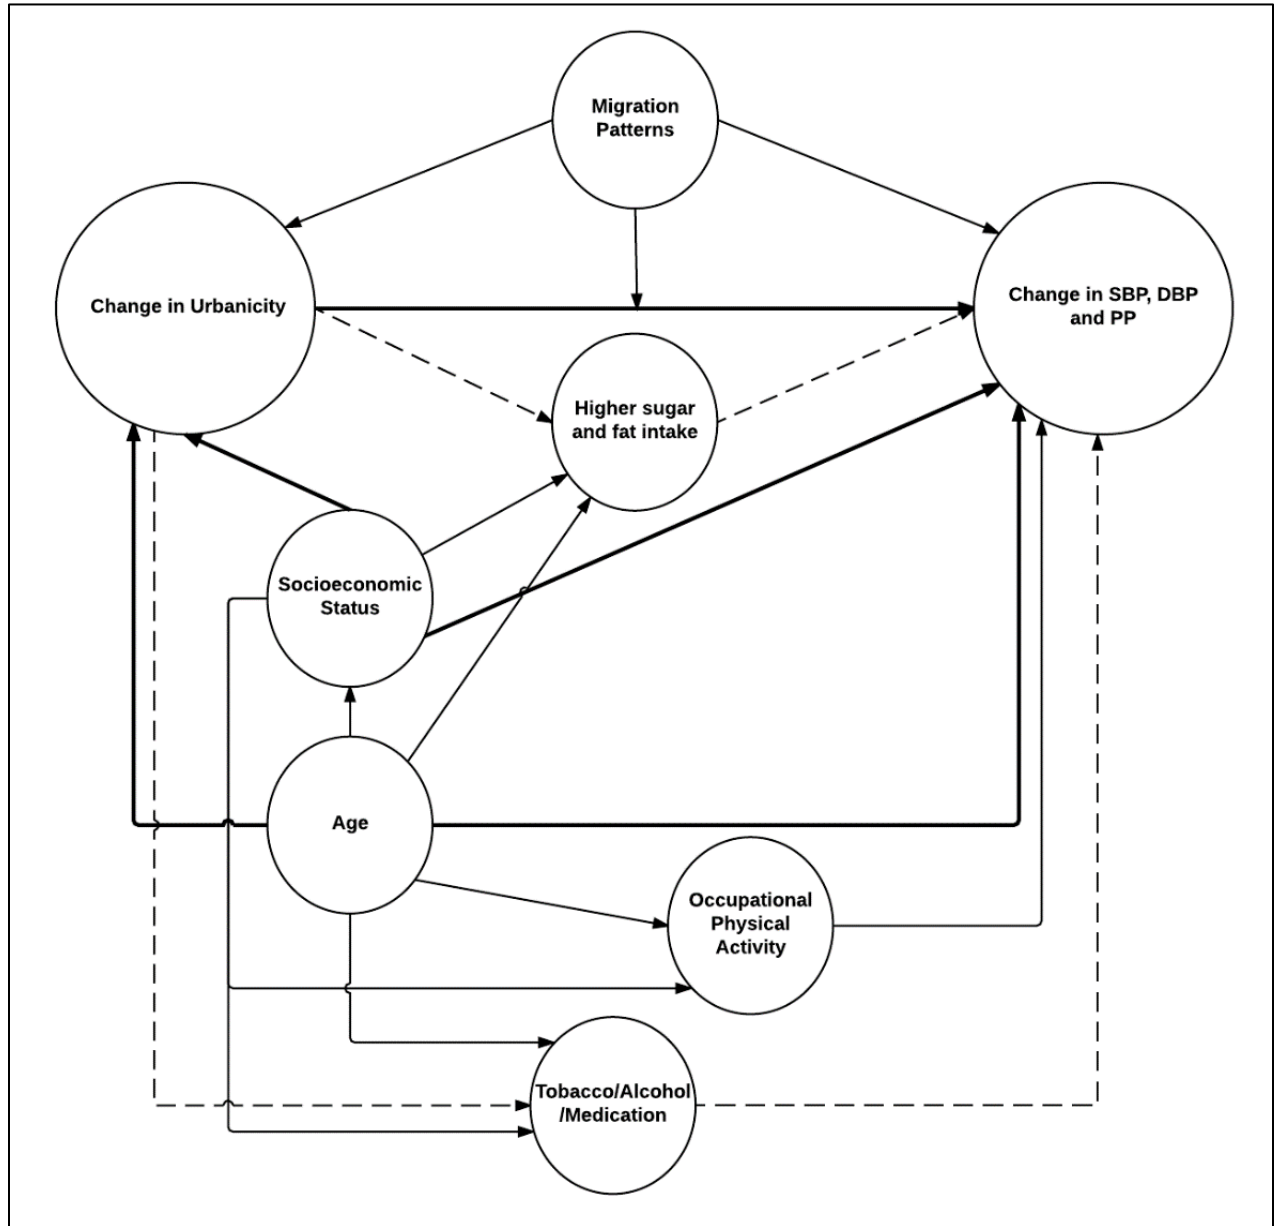 Migration
Patterns
Change in Urbanicity
Change in SBP, DBP
and PP
Higher sugar
and fat intake
Socioeconomic
Status
Age
Occupational
Physical
Activity
Tobacco/Alcohol
/Medication